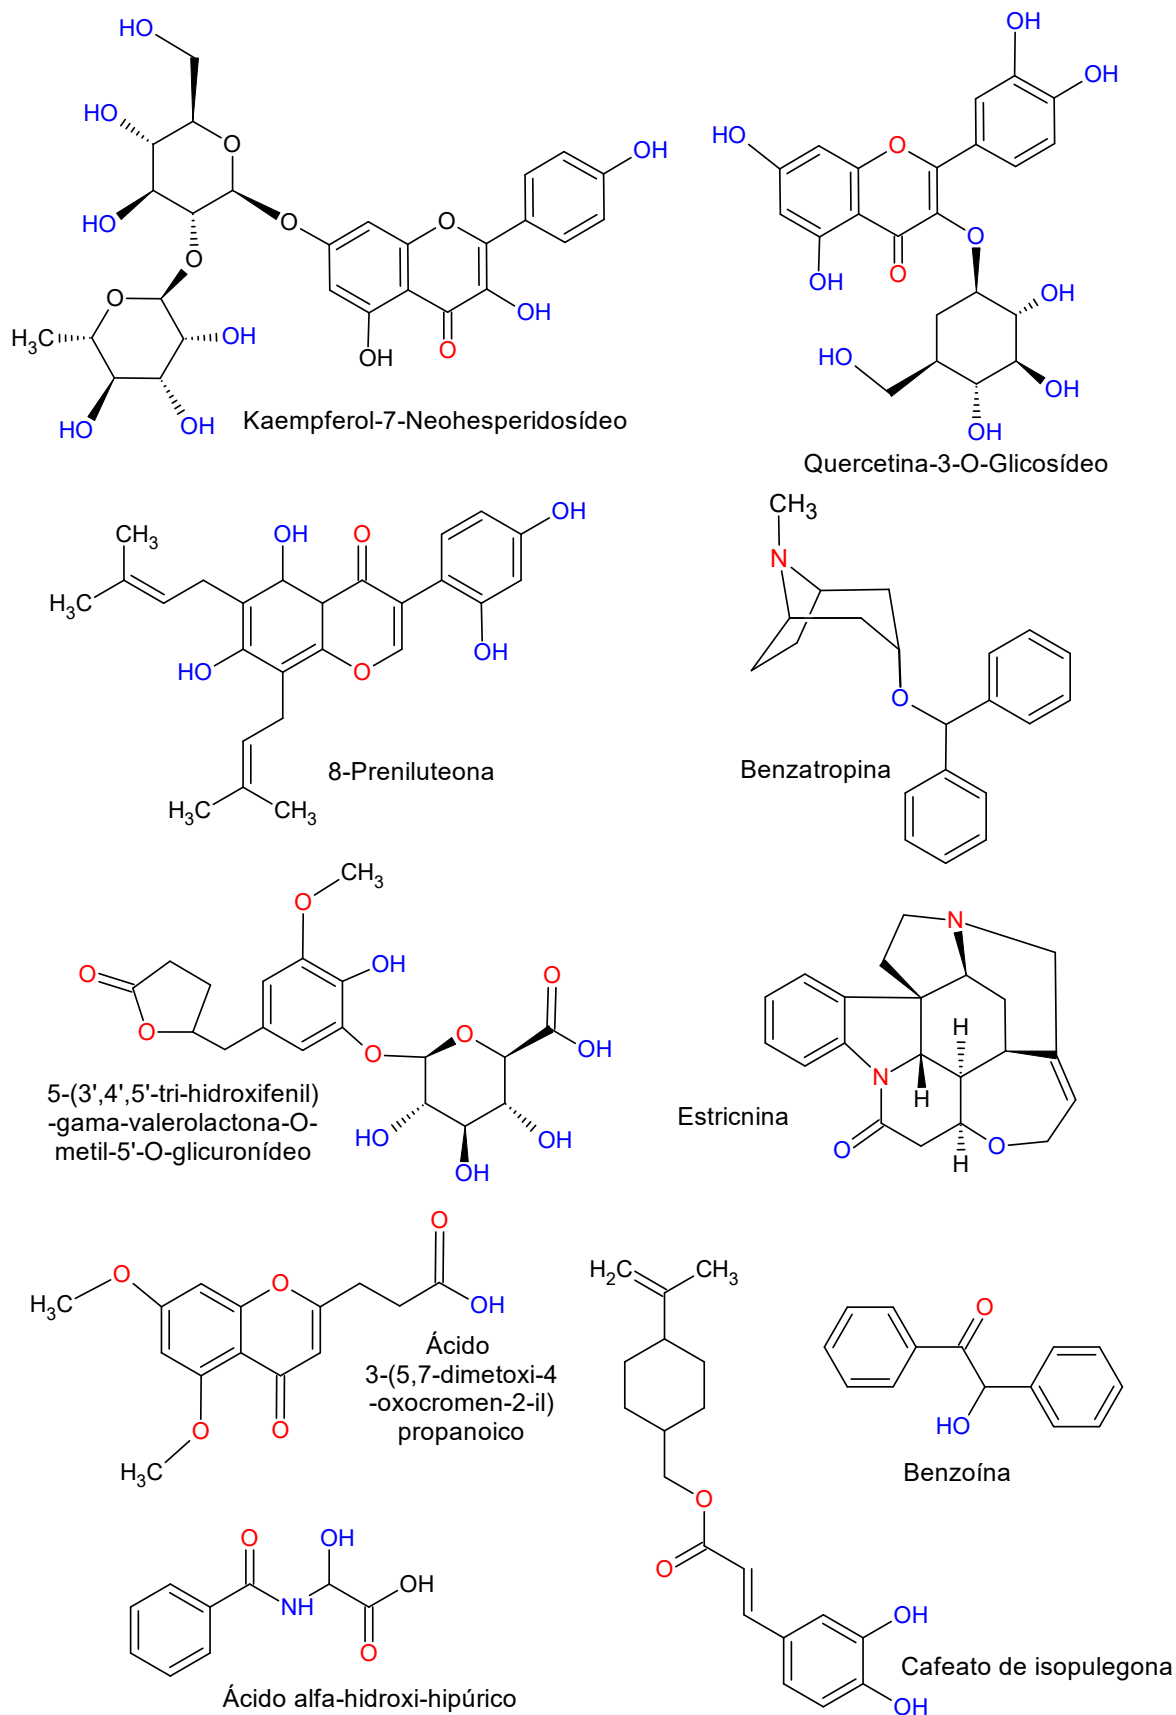 HO
OH
HO
O
OH
HO
O
O
OH
O
OH
O
H3C
OH
OH
O
HO
OH
Kaempferol-7-Neohesperidosídeo
OH
OH
HO
O
O
O
OH
OH
HO
OH
OH
Quercetina-3-O-Glicosídeo
CH3
H3C
OH
O
OH
HO
O
OH
H3C
CH3
8-Preniluteona
CH3
N
O
Benzatropina
CH3
O
O
OH
O
O
O
O
OH
HO
OH
OH
5-(3',4',5'-tri-hidroxifenil)
-gama-valerolactona-O-
metil-5'-O-glicuronídeo
N
H
N
H
O
O
H
Estricnina
O
O
O
H3C
OH
O
O
H3C
Ácido
3-(5,7-dimetoxi-4
-oxocromen-2-il)
propanoico
H2C
CH3
O
O
OH
OH
Cafeato de isopulegona
O
HO
Benzoína
O
OH
NH
OH
O
Ácido alfa-hidroxi-hipúrico